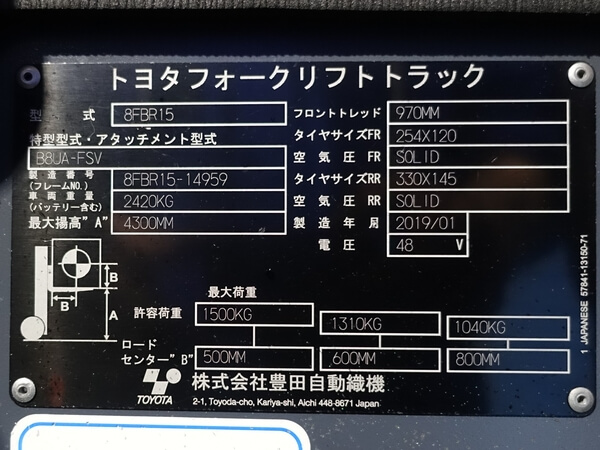 トヨタフォークリフトトラック
型 式 8FBR15 フロントトレッド 970MM
特型型式・アタッチメント型式 タイヤサイズFR 254X120
B8UA-FSV 空気圧FR SOLID
製造番号 (フレームNO.) 8FBR15-14959 タイヤサイズRR 330X145
車両重量 (バッテリー含む) 2420KG 空気圧RR SOLID
最大揚高"A" 4300MM 製造年月 2019/01
電圧 48 V
B
B
A
最大荷重
許容荷重 1500KG 1310KG 1040KG
ロード
センター"B" 500MM 600MM 800MM
TOYOTA
株式会社豊田自動織機
2-1, Toyoda-cho, Kariya-shi, Aichi 448-8671 Japan
1 JAPANESE 57841-13150-71